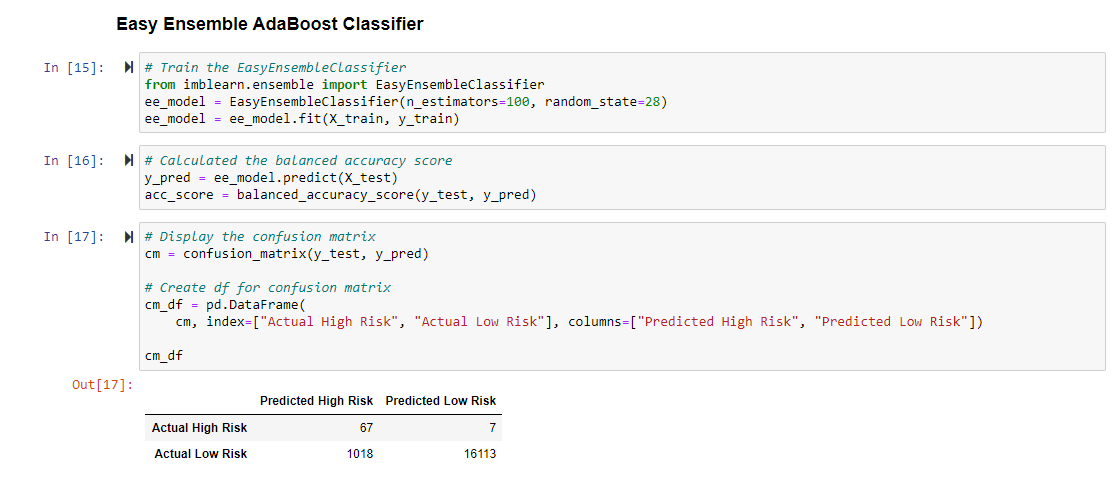 Easy Ensemble AdaBoost Classifier
In [15]:
# Train the EasyEnsembleClassifier
from imblearn.ensemble import EasyEnsembleClassifier
ee_model = EasyEnsembleClassifier(n_estimators=100, random_state=28)
ee_model = ee_model.fit(X_train, y_train)
In [16]:
# Calculated the balanced accuracy score
y_pred = ee_model.predict(X_test)
acc_score = balanced_accuracy_score(y_test, y_pred)
In [17]:
# Display the confusion matrix
cm = confusion_matrix(y_test, y_pred)
# Create df for confusion matrix
cm_df = pd.DataFrame(
    cm, index=["Actual High Risk", "Actual Low Risk"], columns=["Predicted High Risk", "Predicted Low Risk"])
cm_df
Out[17]:
Predicted High Risk Predicted Low Risk
Actual High Risk 67 7
Actual Low Risk 1018 16113